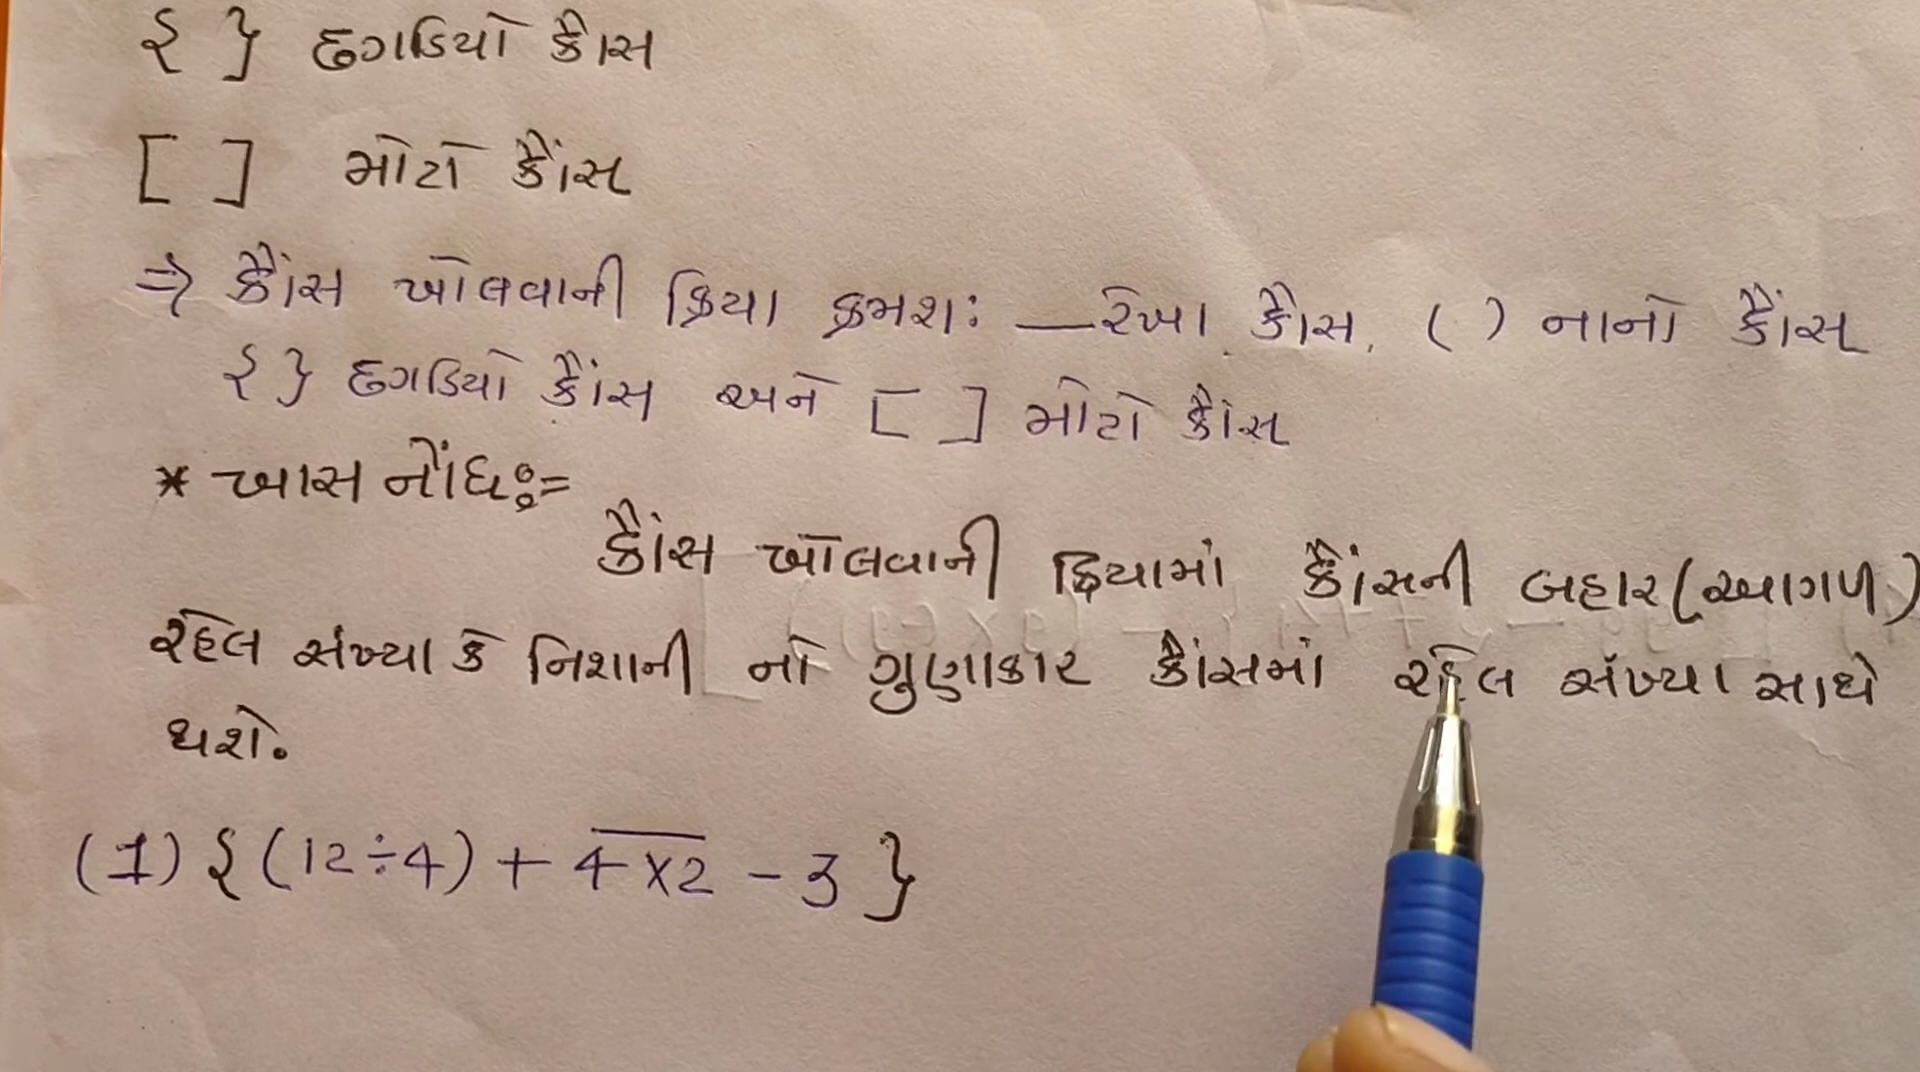 { } છગડિયો કૌંસ
[ ] મોટો કૌંસ
⇒ કૌંસ ખોલવાની ક્રિયા ક્રમશઃ — રેખા કૌંસ, ( ) નાનો કૌંસ
{ } છગડિયો કૌંસ અને [ ] મોટો કૌંસ
* ખાસ નોંધ:=
કૌંસ ખોલવાની ક્રિયામાં કૌંસની બહાર (આગળ)
રહેલ સંખ્યા કે નિશાની નો ગુણાકાર કૌંસમાં રહેલ સંખ્યા સાથે
થશે.
(1) { (12÷4) + 4̅ ×̅ 2̅ - 3 }